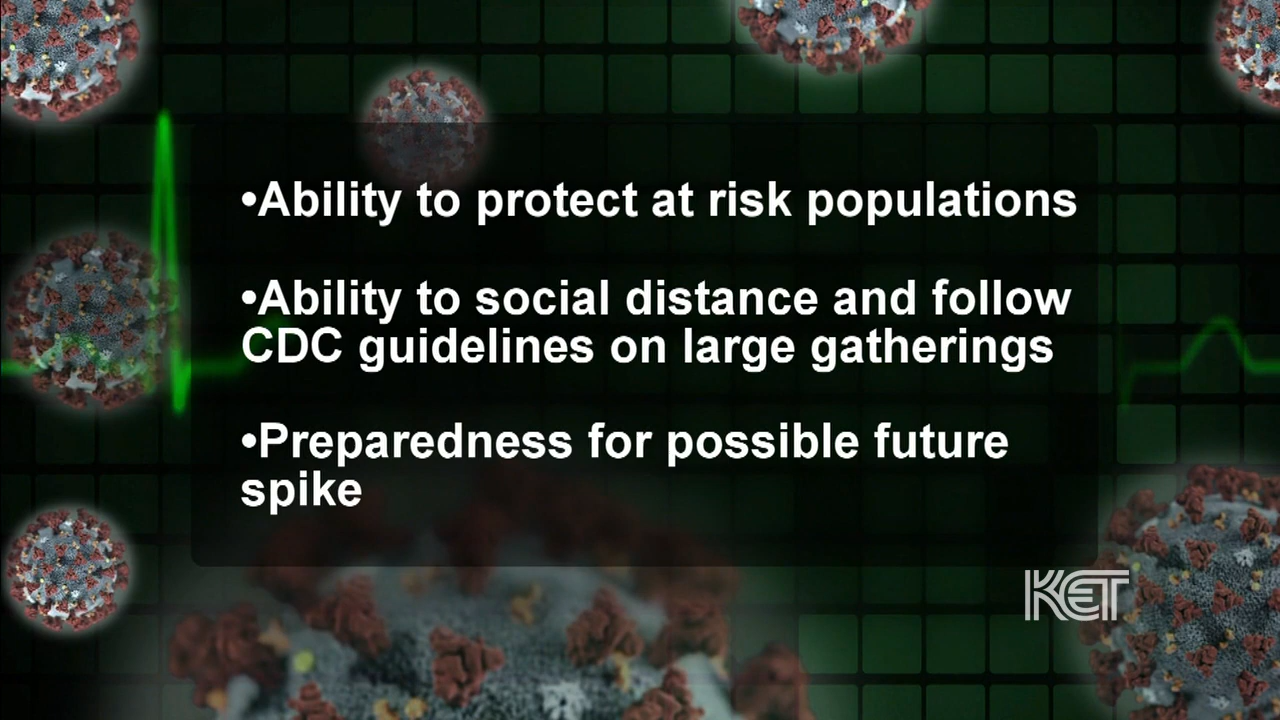 •Ability to protect at risk populations
•Ability to social distance and follow
CDC guidelines on large gatherings
•Preparedness for possible future
spike
KET